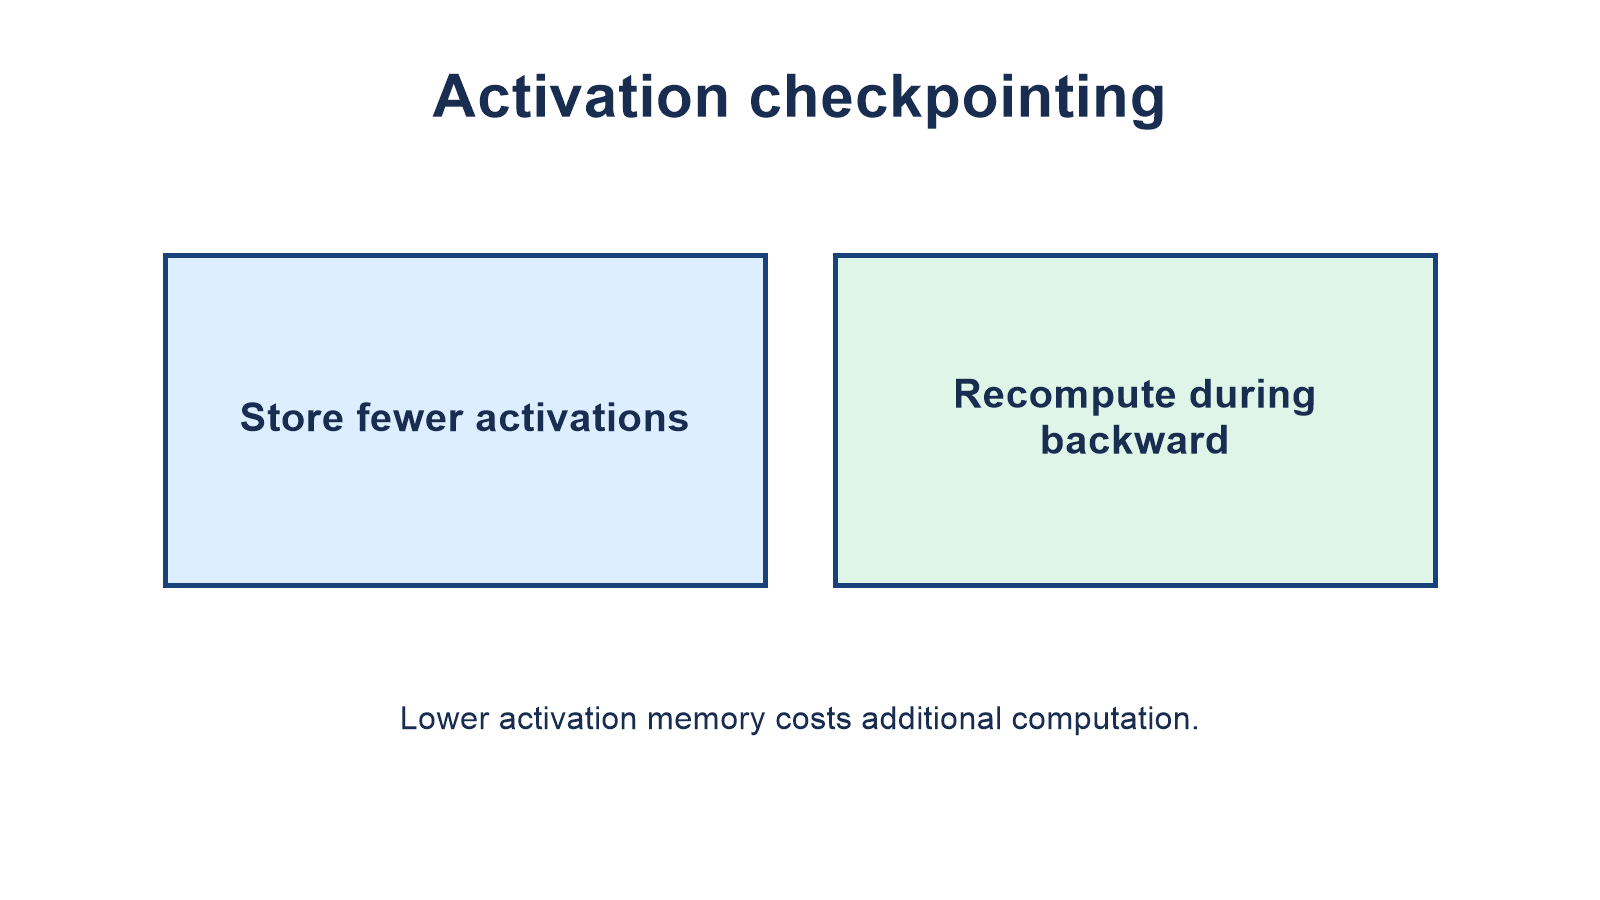 Activation checkpointing
Store fewer activations
Recompute during
backward
Lower activation memory costs additional computation.